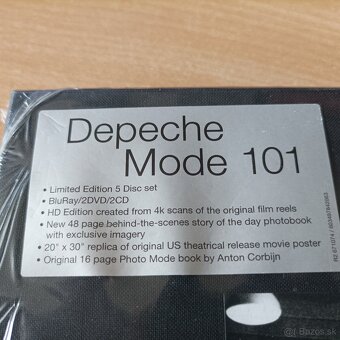 Depeche
Mode 101
• Limited Edition 5 Disc set
• BluRay/2DVD/2CD
• HD Edition created from 4k scans of the original film reels
• New 48 page behind-the-scenes story of the day photobook
with exclusive imagery
• 20" x 30" replica of original US theatrical release movie poster
• Original 16 page Photo Mode book by Anton Corbijn
Bazos.sk